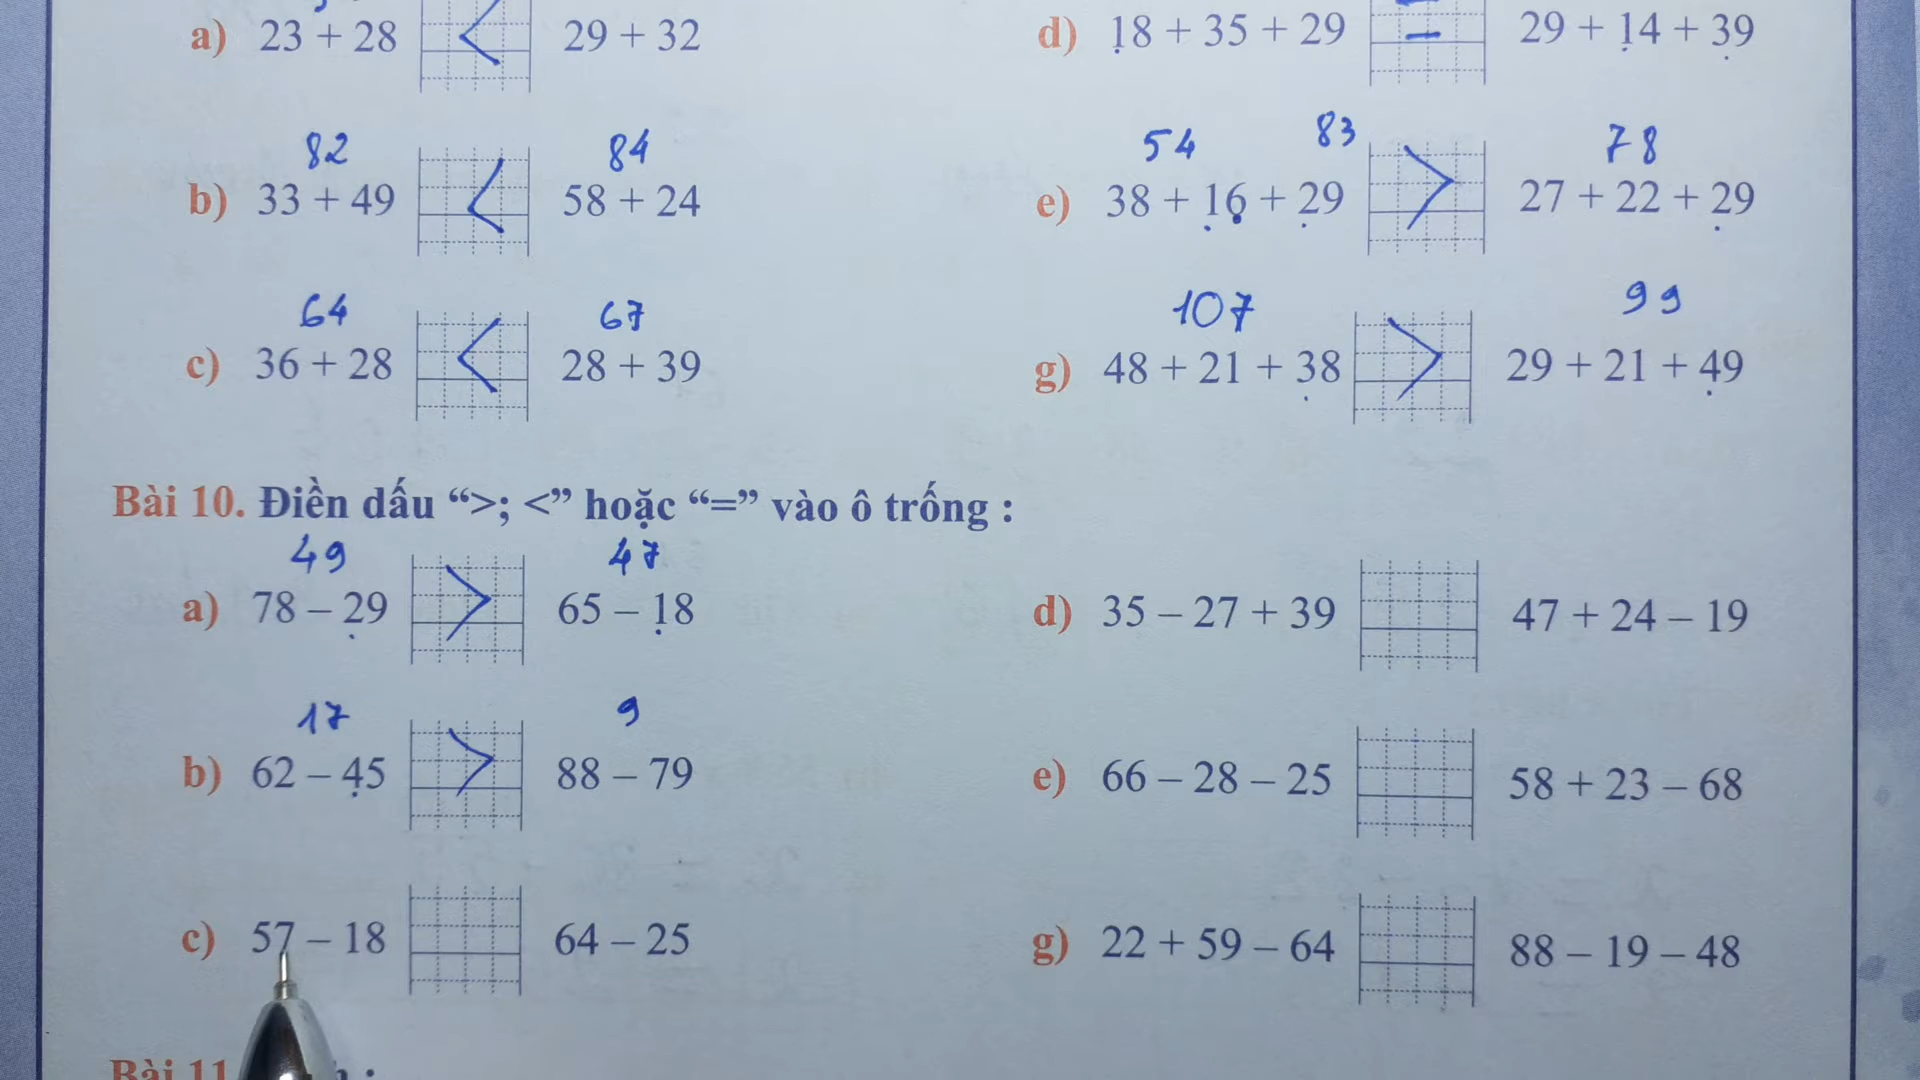 a) 23 + 28 < 29 + 32
d) 18 + 35 + 29 = 29 + 14 + 39
82 84
b) 33 + 49 < 58 + 24
54 83 78
e) 38 + 16 + 29 > 27 + 22 + 29
64 67
c) 36 + 28 < 28 + 39
107 99
g) 48 + 21 + 38 > 29 + 21 + 49
Bài 10. Điền dấu “>; <” hoặc “=” vào ô trống :
49 47
a) 78 – 29 > 65 – 18
d) 35 – 27 + 39 47 + 24 – 19
17 9
b) 62 – 45 > 88 – 79
e) 66 – 28 – 25 58 + 23 – 68
c) 57 – 18 64 – 25
g) 22 + 59 – 64 88 – 19 – 48
Bài 11